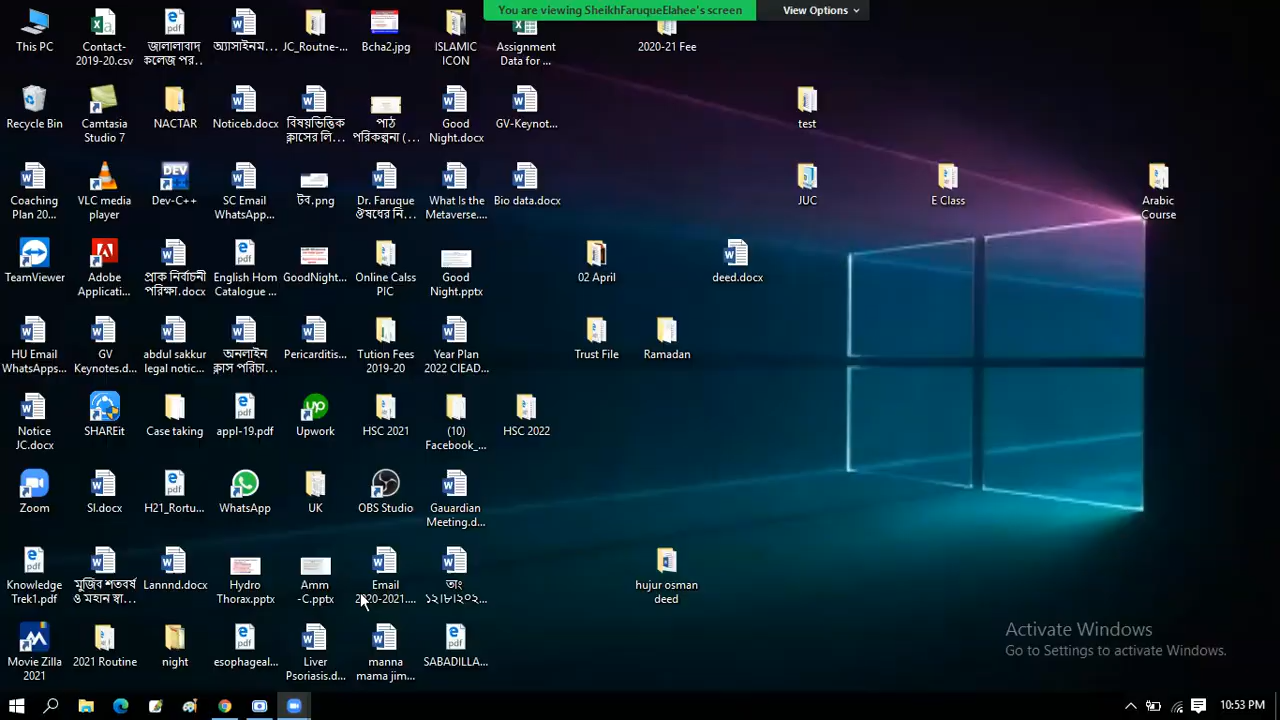 You are viewing SheikhFaruqueElahee's screen
View Options
This PC
Contact-
2019-20.csv
জালালাবাদ
কলেজ পর...
অ্যাসাইনম...
JC_Routne-...
Bcha2.jpg
ISLAMIC
ICON
Assignment
Data for ...
2020-21 Fee
Recycle Bin
Camtasia
Studio 7
NACTAR
Noticeb.docx
বিষয়ভিত্তিক
ক্লাসের লি...
পাঠ
পরিকল্পনা (...
Good
Night.docx
GV-Keynot...
test
Coaching
Plan 20...
VLC media
player
DEV
Dev-C++
SC Email
WhatsApp...
টব.png
Dr. Faruque
ঔষধের নি...
What Is the
Metaverse...
Bio data.docx
JUC
E Class
Arabic
Course
TeamViewer
Adobe
Applicati...
প্রাক নির্বাচনী
পরিক্ষা.docx
English Hom
Catalogue ...
GoodNight...
Online Calss
PIC
Good
Night.pptx
02 April
deed.docx
HU Email
WhatsApps...
GV
Keynotes.d...
abdul sakkur
legal notic...
অনলাইন
ক্লাস পরিচা...
Pericarditis...
Tution Fees
2019-20
Year Plan
2022 CIEAD...
Trust File
Ramadan
Notice
JC.docx
SHAREit
Case taking
appl-19.pdf
up
Upwork
HSC 2021
(10)
Facebook_...
HSC 2022
Zoom
SI.docx
H21_Rortu...
WhatsApp
UK
OBS Studio
Gauardian
Meeting.d...
Knowledge
Trek1.pdf
মুজিব শতবর্ষ
ও মহান স্বা...
Lannnd.docx
Hydro
Thorax.pptx
Amm
-C.pptx
Email
2020-2021....
তাং
১২।৮।২০২...
hujur osman
deed
Movie Zilla
2021
2021 Routine
night
esophageal...
Liver
Psoriasis.d...
manna
mama jim...
SABADILLA...
Activate Windows
Go to Settings to activate Windows.
10:53 PM